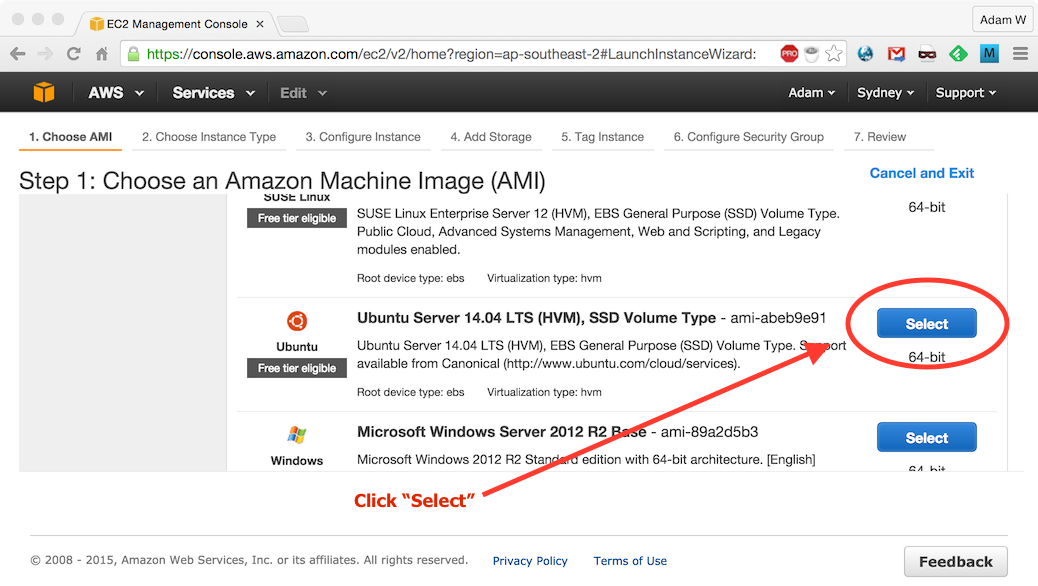 EC2 Management Console
Adam W
https://console.aws.amazon.com/ec2/v2/home?region=ap-southeast-2#LaunchInstanceWizard:
PRO
M
AWS Services Edit Adam Sydney Support
1. Choose AMI 2. Choose Instance Type 3. Configure Instance 4. Add Storage 5. Tag Instance 6. Configure Security Group 7. Review
Step 1: Choose an Amazon Machine Image (AMI)
Cancel and Exit
SUSE Linux
Free tier eligible
SUSE Linux Enterprise Server 12 (HVM), EBS General Purpose (SSD) Volume Type.
Public Cloud, Advanced Systems Management, Web and Scripting, and Legacy
modules enabled.
Root device type: ebs Virtualization type: hvm
64-bit
Ubuntu
Free tier eligible
Ubuntu Server 14.04 LTS (HVM), SSD Volume Type - ami-abeb9e91
Ubuntu Server 14.04 LTS (HVM), EBS General Purpose (SSD) Volume Type. Support
available from Canonical (http://www.ubuntu.com/cloud/services).
Root device type: ebs Virtualization type: hvm
Select
64-bit
Windows
Microsoft Windows Server 2012 R2 Base - ami-89a2d5b3
Microsoft Windows 2012 R2 Standard edition with 64-bit architecture. [English]
Select
64-bit
Click “Select”
© 2008 - 2015, Amazon Web Services, Inc. or its affiliates. All rights reserved. Privacy Policy Terms of Use
Feedback